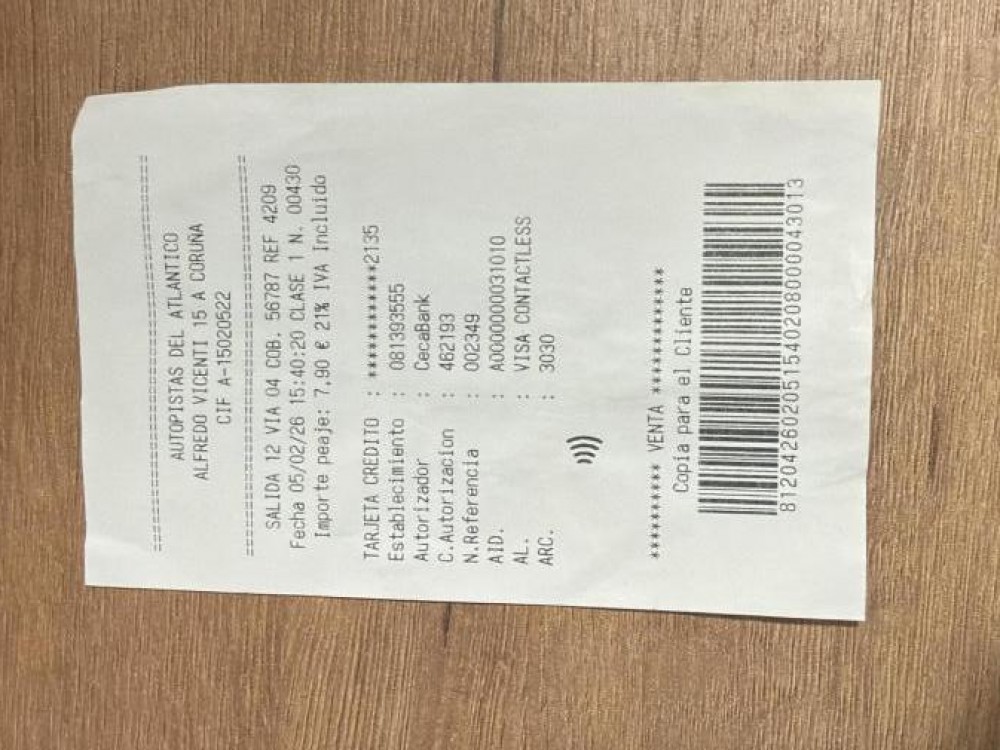 ==========================================
AUTOPISTAS DEL ATLANTICO
ALFREDO VICENTI 15 A CORUÑA
CIF A-15020522
==========================================
SALIDA 12 VIA 04 COB. 56787 REF 4209
Fecha 05/02/26 15:40:20 CLASE 1 N. 00430
Importe peaje: 7,90 € 21% IVA Incluido
TARJETA CREDITO : ************2135
Establecimiento : 081393555
Autorizador : CecaBank
C.Autorizacion : 462193
N.Referencia : 002349
AID. : A0000000031010
AL. : VISA CONTACTLESS
ARC. : 3030
********* VENTA ***********
Copia para el Cliente
812042602051540208000043013